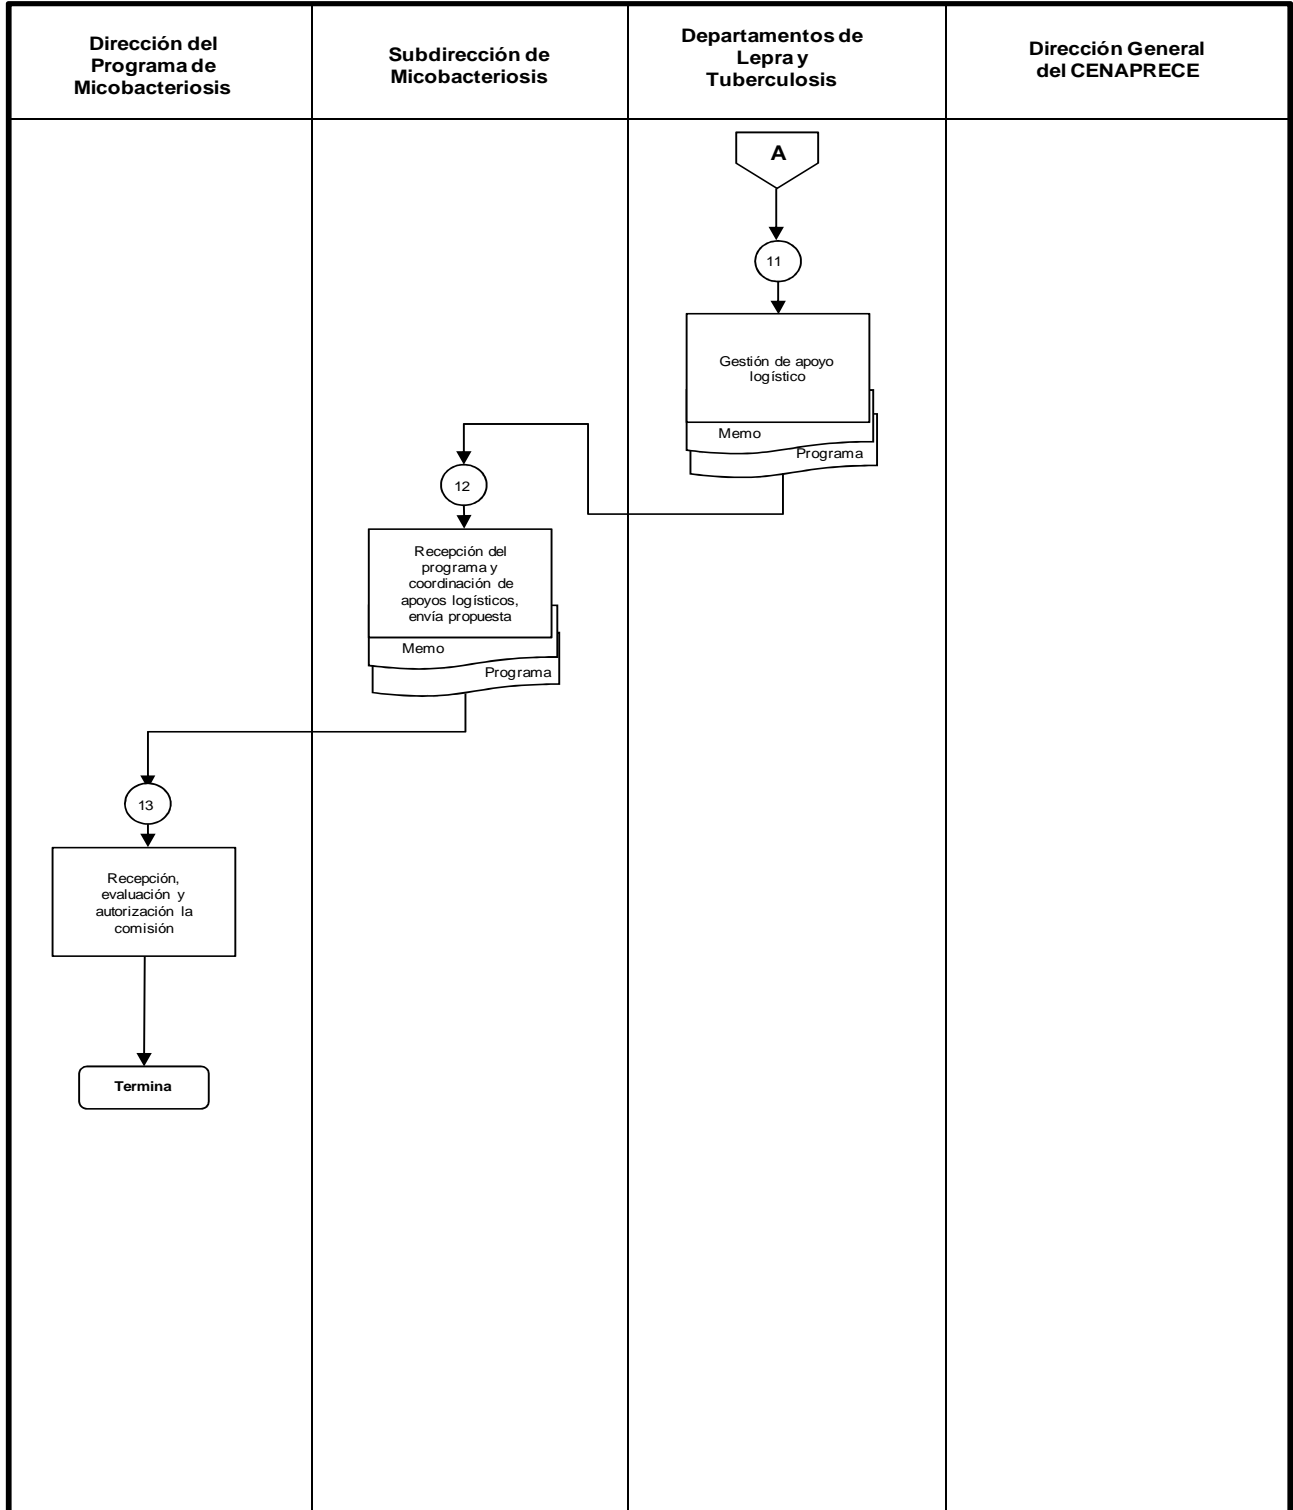 Dirección del
Programa de
Micobacteriosis
Subdirección de
Micobacteriosis
Departamentos de
Lepra y
Tuberculosis
Dirección General
del CENAPRECE
A
11
Gestión de apoyo
logístico
Memo
Programa
12
Recepción del
programa y
coordinación de
apoyos logísticos,
envía propuesta
Memo
Programa
13
Recepción,
evaluación y
autorización la
comisión
Termina